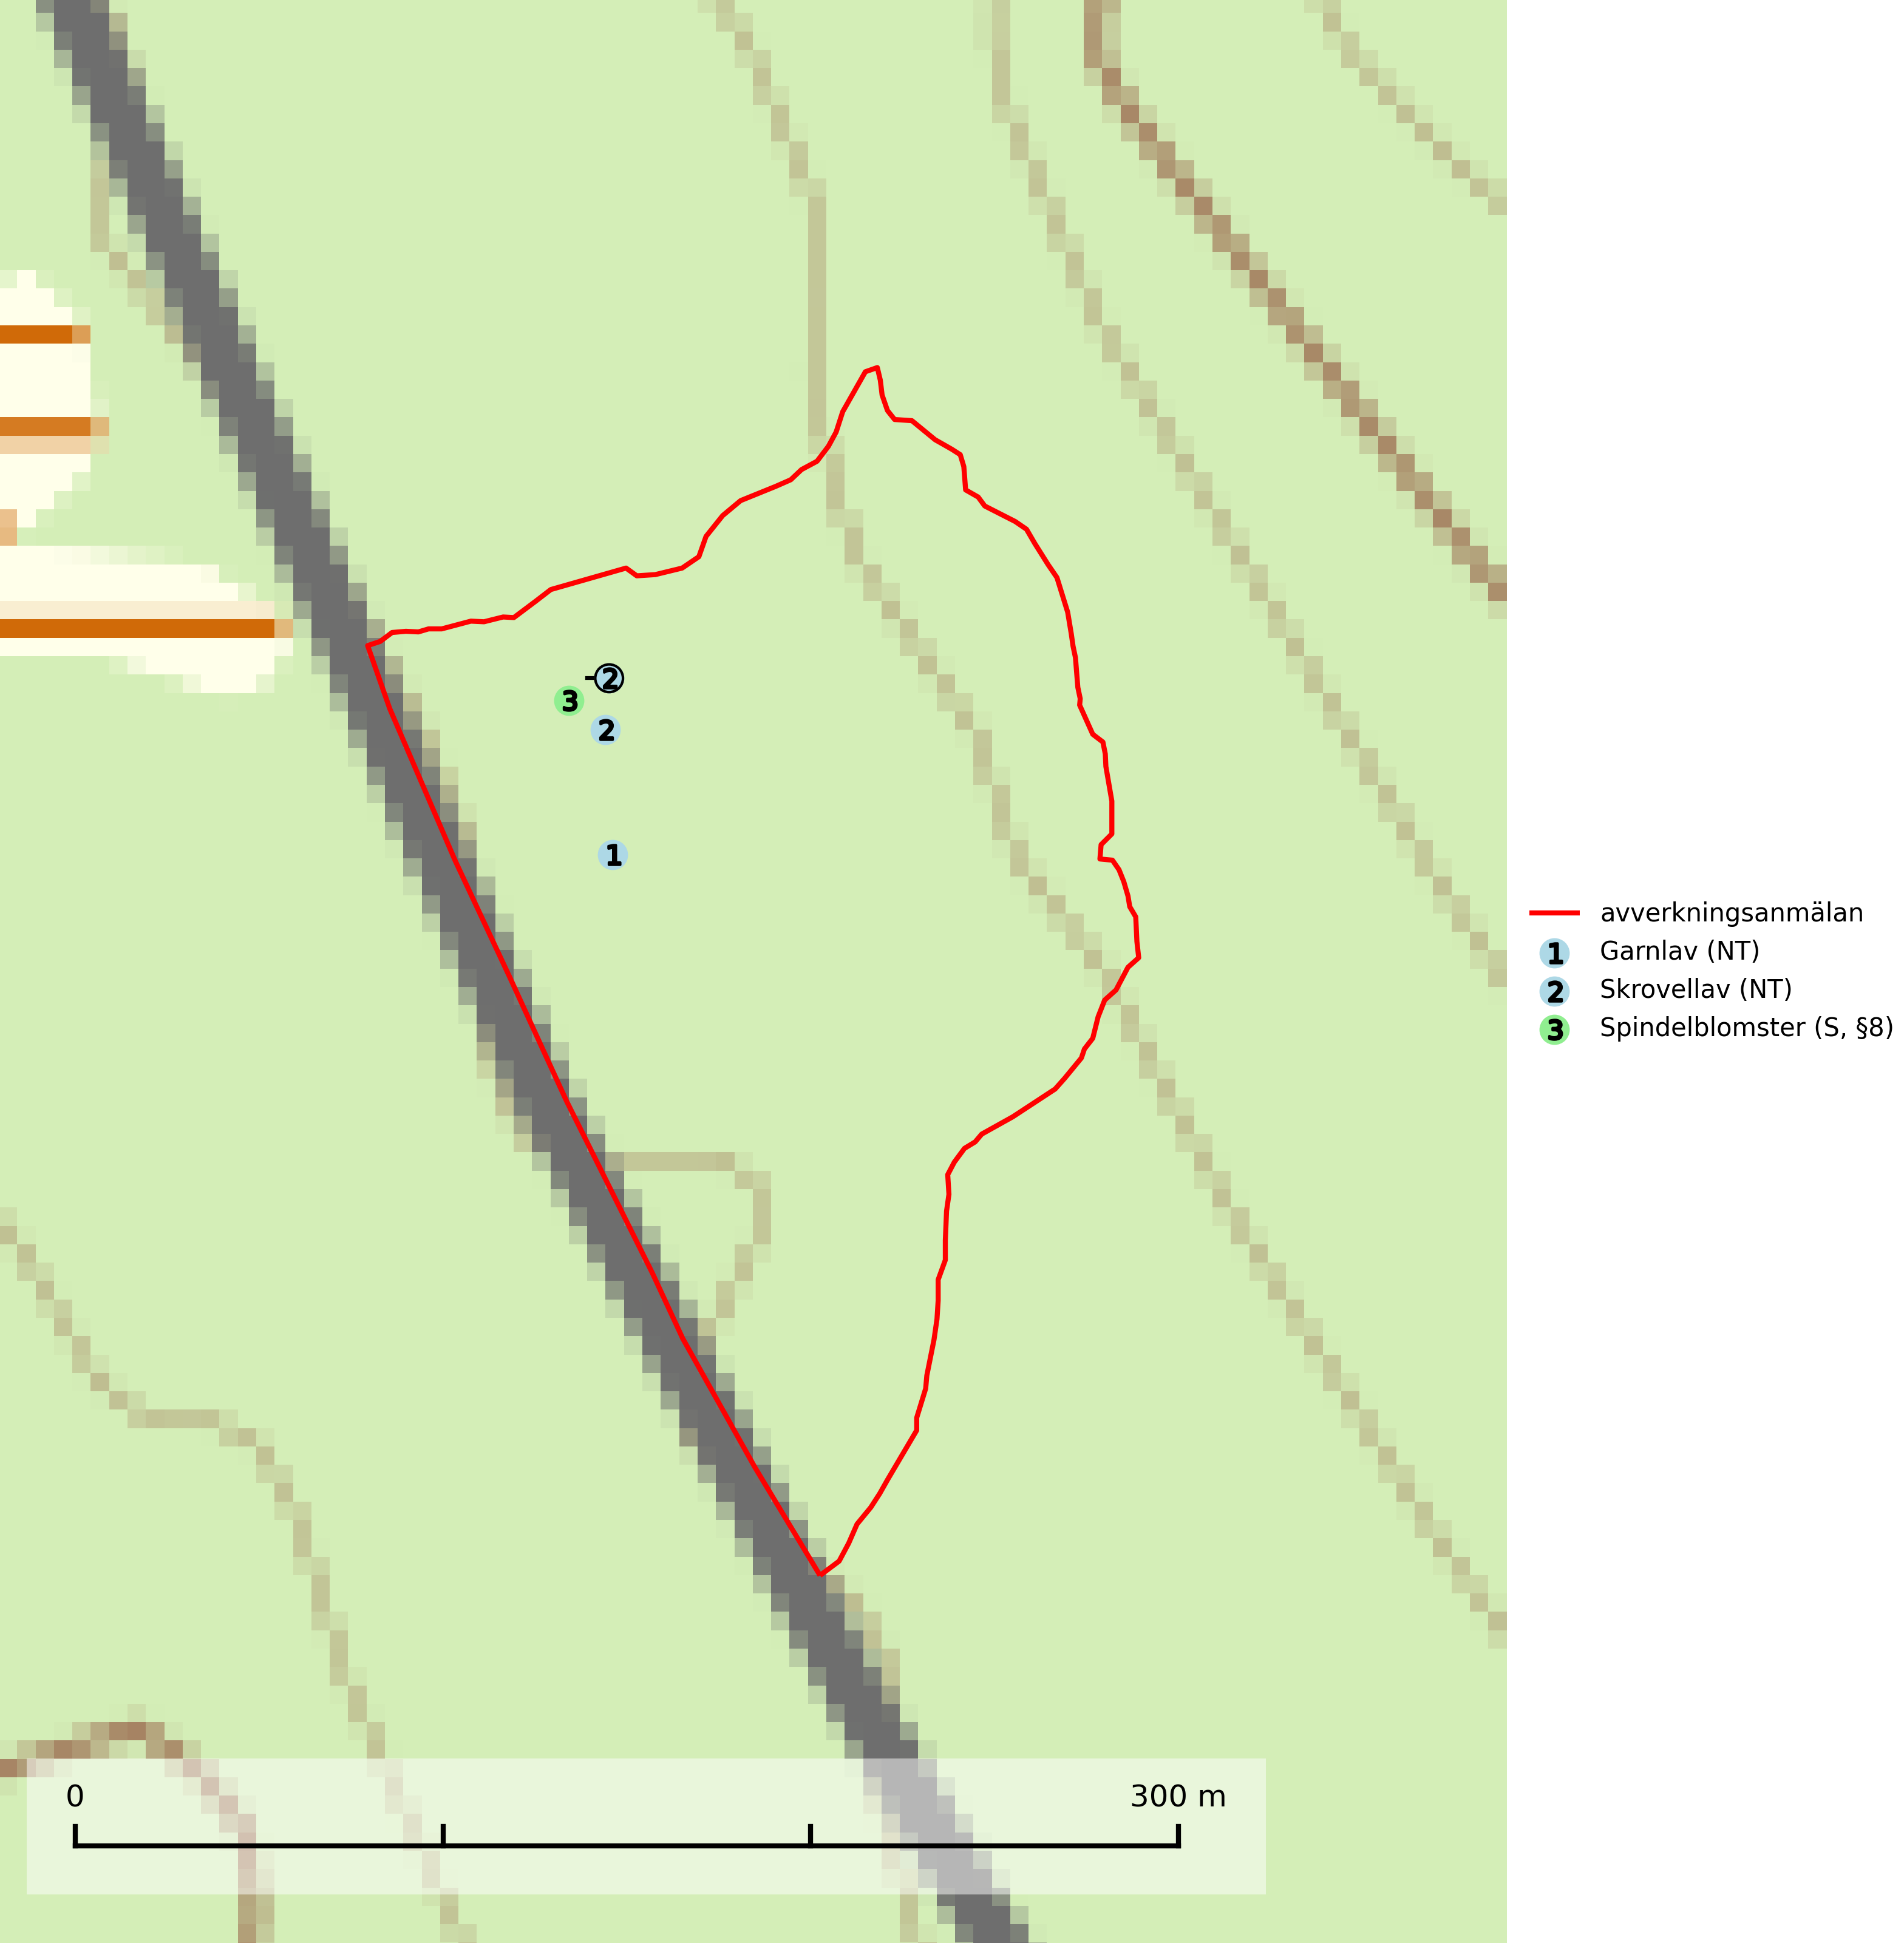 2
3
2
1
avverkningsanmälan
1 Garnlav (NT)
2 Skrovellav (NT)
3 Spindelblomster (S, §8)
0 300 m